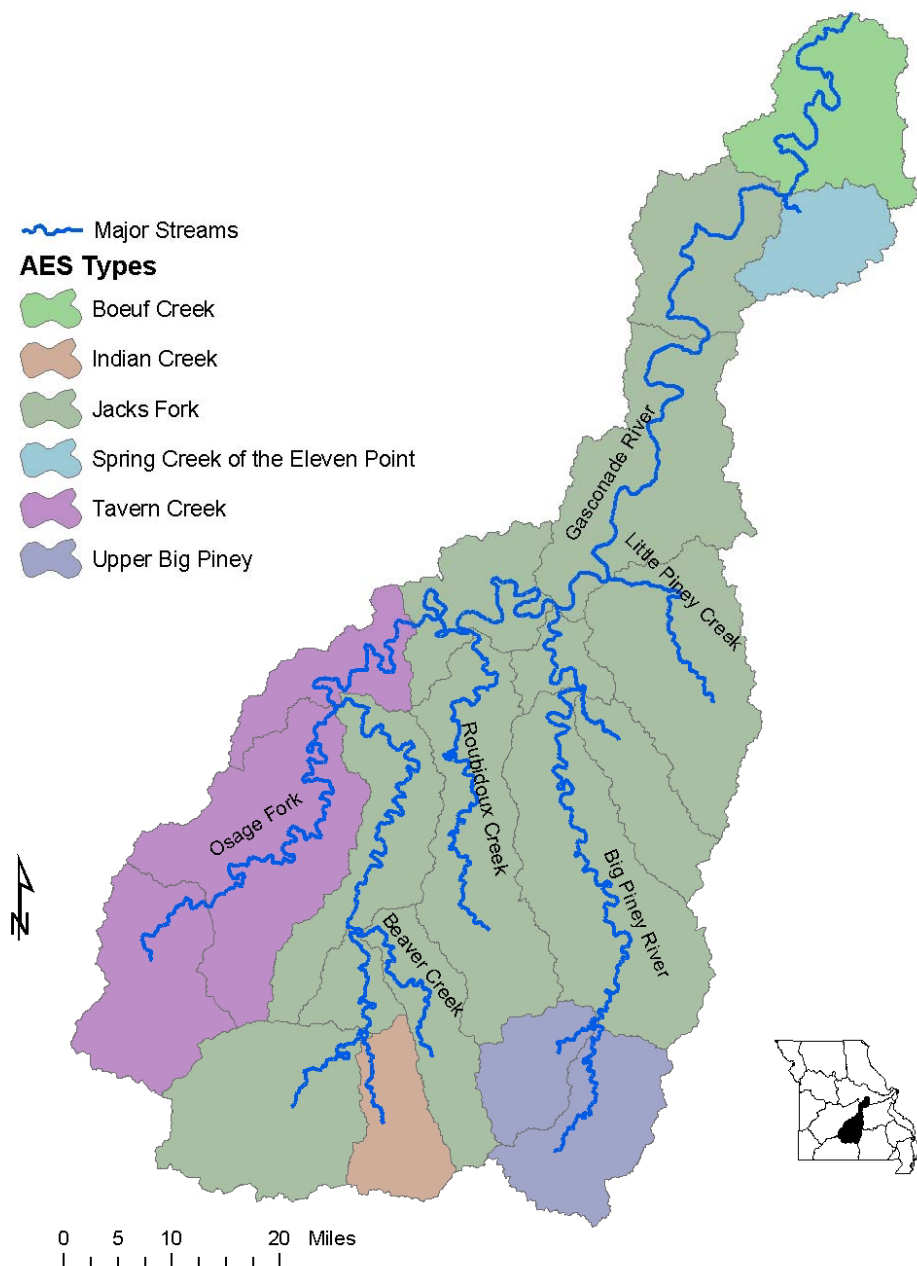 Major Streams
AES Types
Boeuf Creek
Indian Creek
Jacks Fork
Spring Creek of the Eleven Point
Tavern Creek
Upper Big Piney
Gasconade River
Little Piney Creek
Osage Fork
Roubidoux Creek
Big Piney River
Beaver Creek
N
0 5 10 20 Miles